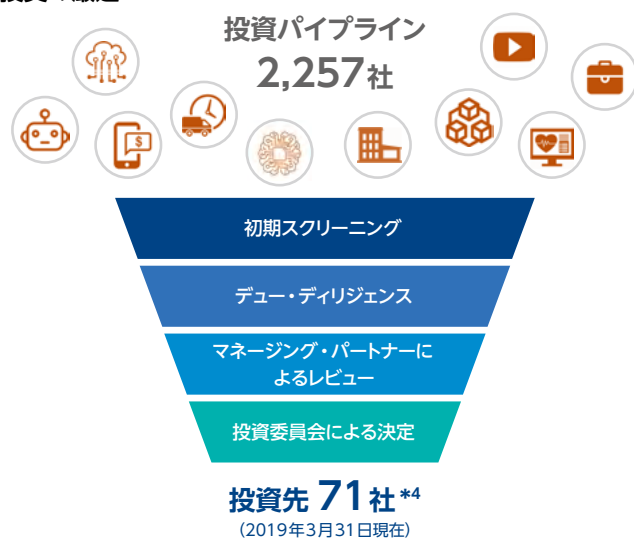 投資パイプライン
2,257社
初期スクリーニング
デュー・ディリジェンス
マネージング・パートナーに
よるレビュー
投資委員会による決定
投資先 71社*4
(2019年3月31日現在)